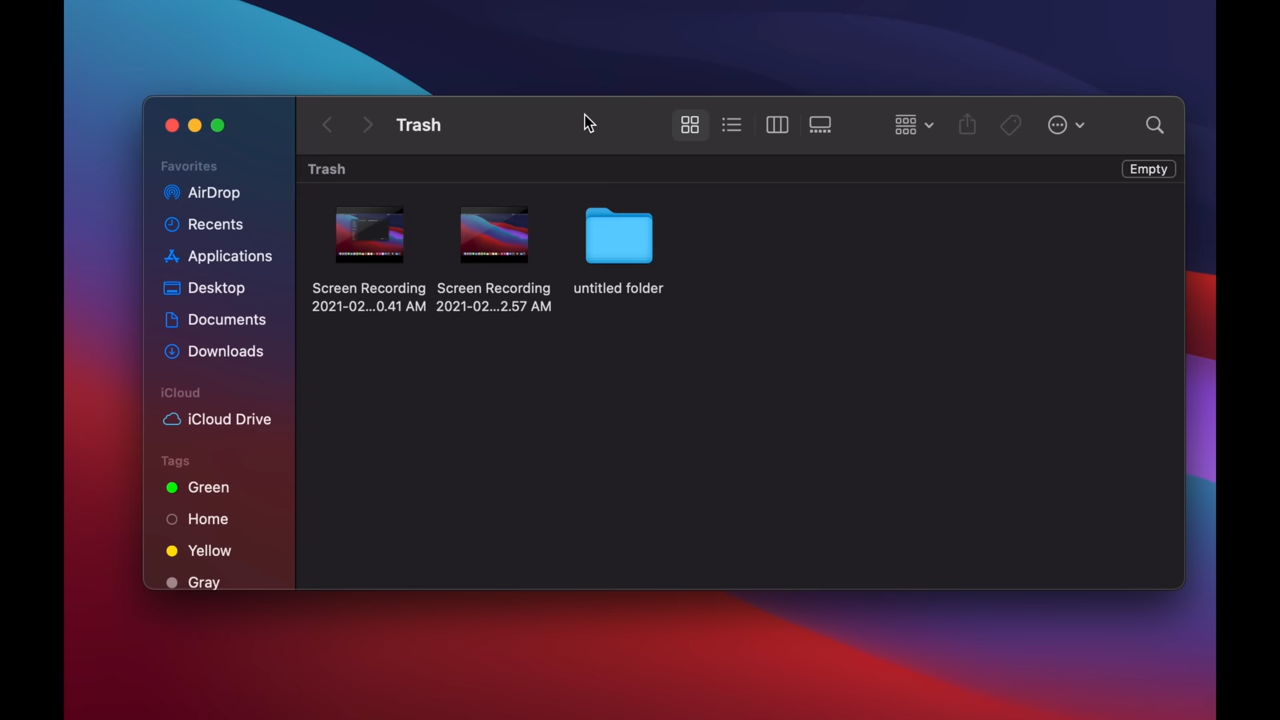 Trash
Favorites
AirDrop
Recents
Applications
Desktop
Documents
Downloads
iCloud
iCloud Drive
Tags
Green
Home
Yellow
Gray
Trash
Empty
Screen Recording
2021-02...0.41 AM
Screen Recording
2021-02...2.57 AM
untitled folder